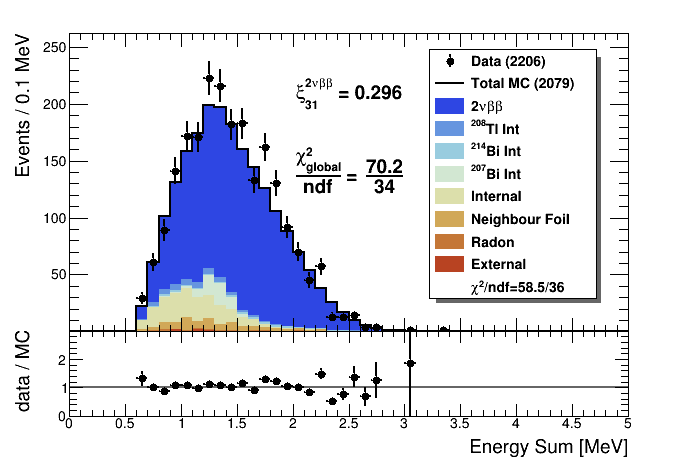 Events / 0.1 MeV
250
200
150
100
50
ξ₃₁²νββ = 0.296
χ²global/ndf = 70.2/34
Data (2206)
Total MC (2079)
2νββ
²⁰⁸Tl Int
²¹⁴Bi Int
²⁰⁷Bi Int
Internal
Neighbour Foil
Radon
External
χ²/ndf=58.5/36
data / MC
2
1
0
0 0.5 1 1.5 2 2.5 3 3.5 4 4.5 5
Energy Sum [MeV]